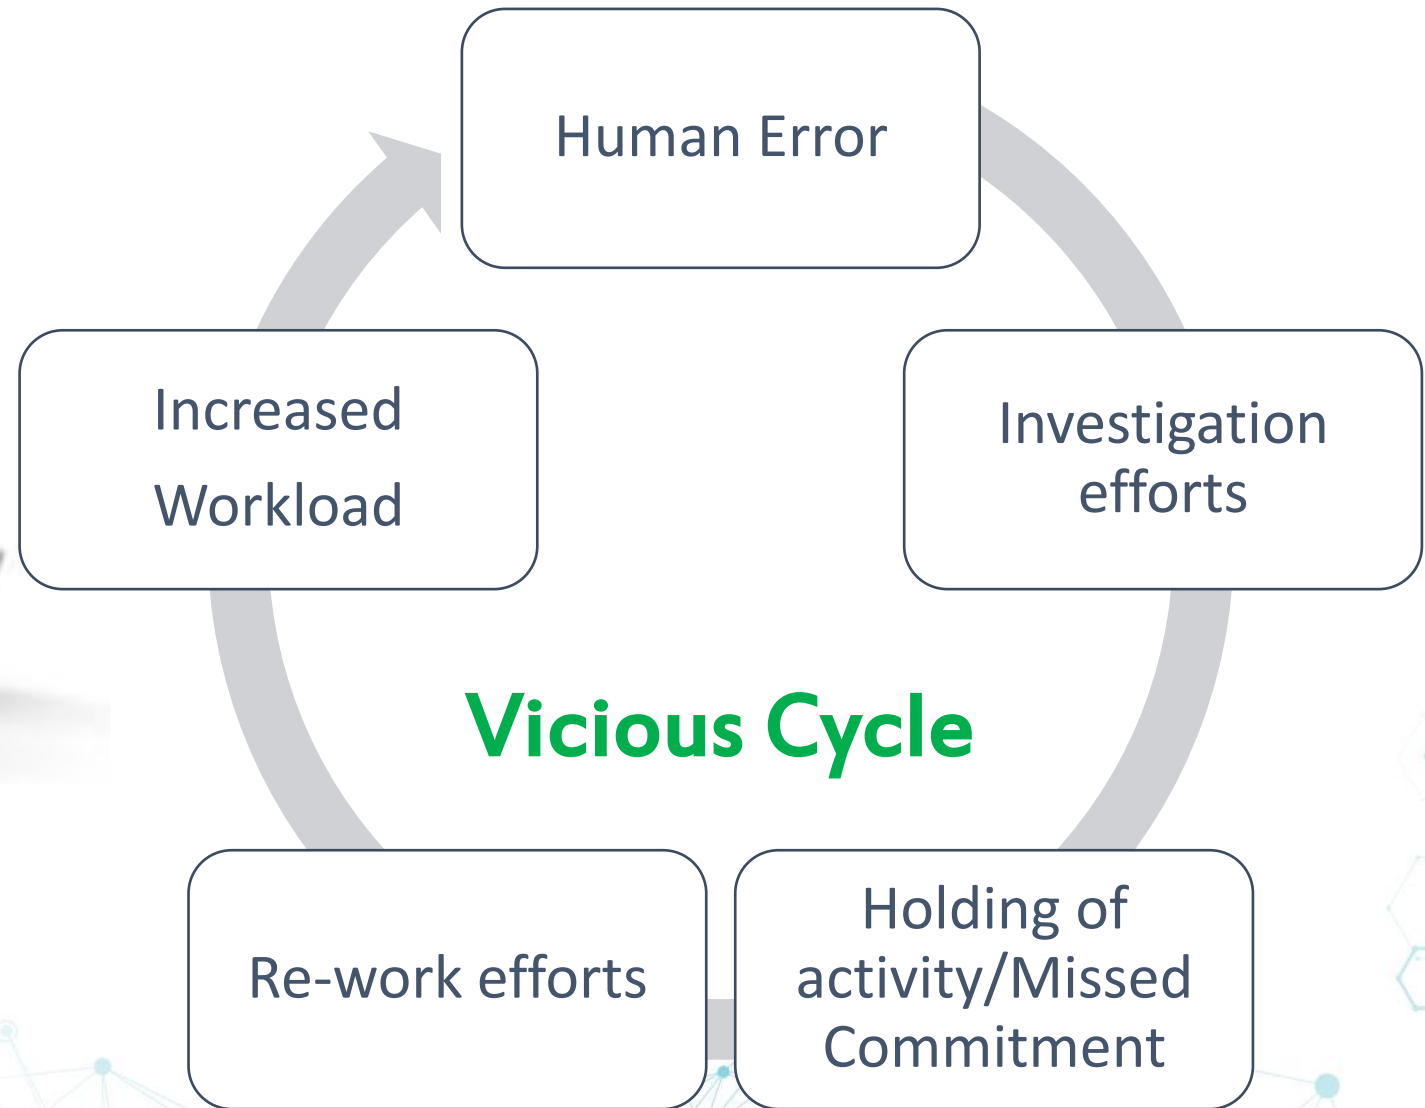 Human Error
Increased
Workload
Investigation
efforts
Vicious Cycle
Re-work efforts
Holding of
activity/Missed
Commitment